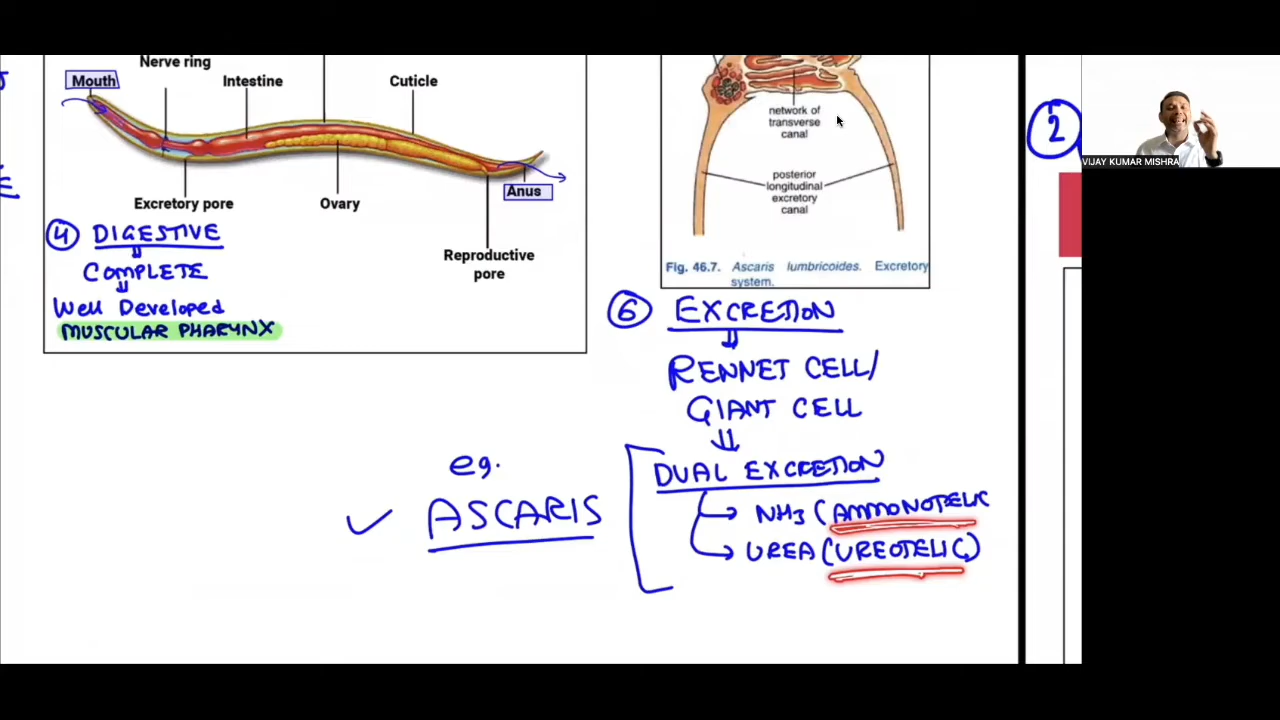 Nerve ring
Mouth
Intestine
Cuticle
Excretory pore
Ovary
Anus
Reproductive
pore
4 DIGESTIVE
COMPLETE
Well Developed
MUSCULAR PHARYNX
network of
transverse
canal
posterior
longitudinal
excretory
canal
Fig. 46.7. Ascaris lumbricoides. Excretory
system.
6 EXCRETION
RENNET CELL/
GIANT CELL
DUAL EXCRETION
NH3 (AMMONOTELIC
UREA (UREOTELIC)
eg.
ASCARIS
2
VIJAY KUMAR MISHRA